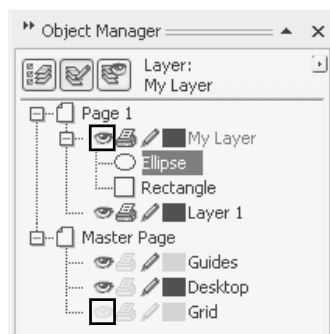 Object Manager
Layer:
My Layer
Page 1
My Layer
Ellipse
Rectangle
Layer 1
Master Page
Guides
Desktop
Grid